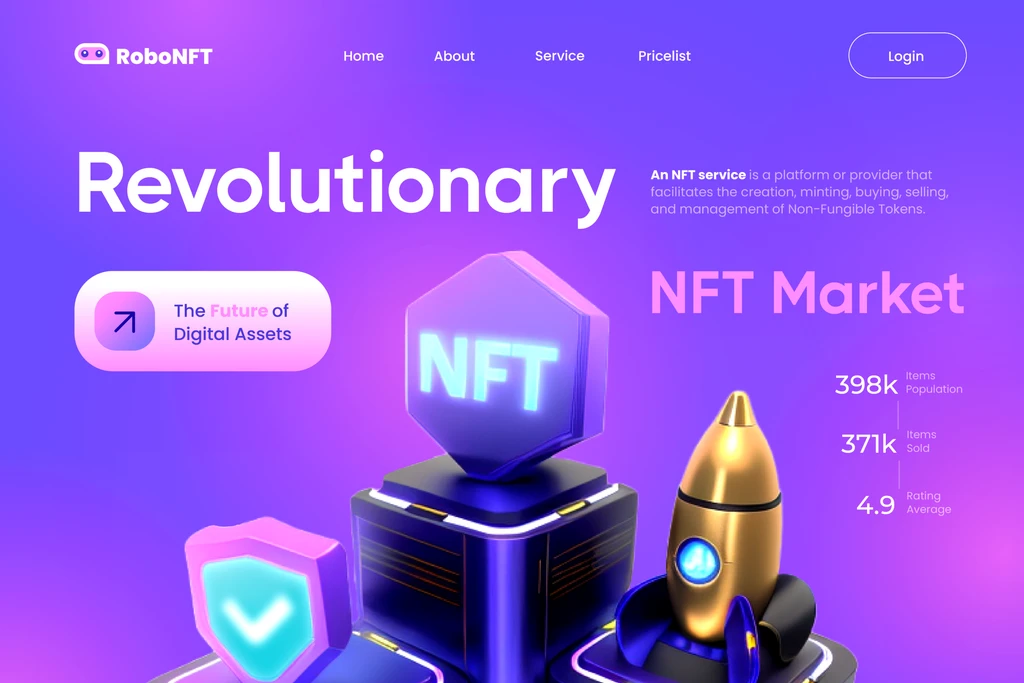 RoboNFT
Home
About
Service
Pricelist
Login
Revolutionary
An NFT service is a platform or provider that
facilitates the creation, minting, buying, selling,
and management of Non-Fungible Tokens.
The Future of
Digital Assets
NFT Market
NFT
398k
Items
Population
371k
Items
Sold
4.9
Rating
Average